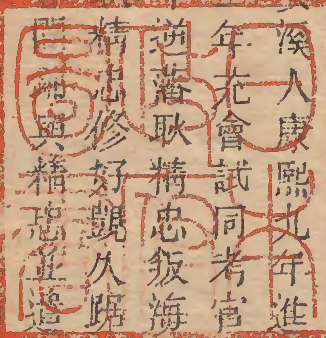 溪人康熙九年進
年充會試同考官
逆藩耿精忠叛海
精忠修好覬久踞
州與精忠並遣